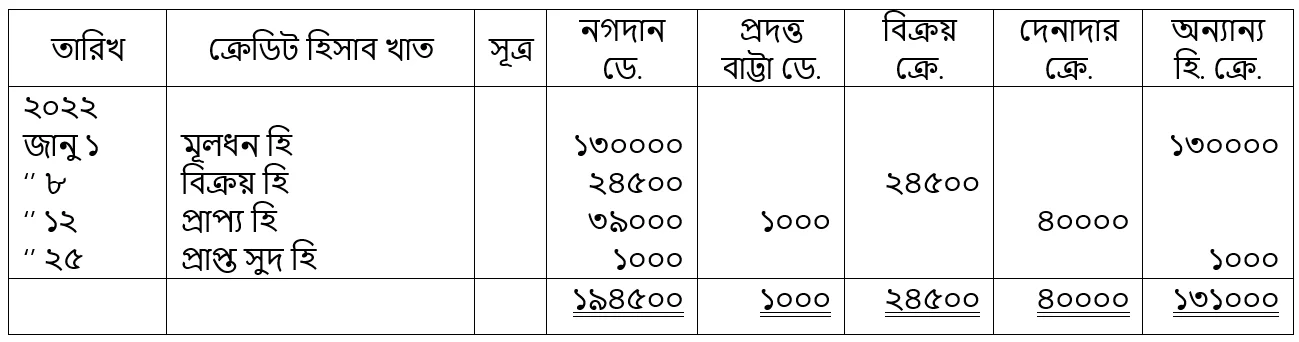 তারিখ ক্রেডিট হিসাব খাত সূত্র নগদান ডে. প্রদত্ত বাট্টা ডে. বিক্রয় ক্রে. দেনাদার ক্রে. অন্যান্য হি. ক্রে.
২০২২
জানু ১ মূলধন হি ১৩০০০০ ১৩০০০০
” ৮ বিক্রয় হি ২৪৫০০ ২৪৫০০
” ১২ প্রাপ্য হি ৩৯০০০ ১০০০ ৪০০০০
” ২৫ প্রাপ্ত সুদ হি ১০০০ ১০০০
১৯৪৫০০ ১০০০ ২৪৫০০ ৪০০০০ ১৩১০০০